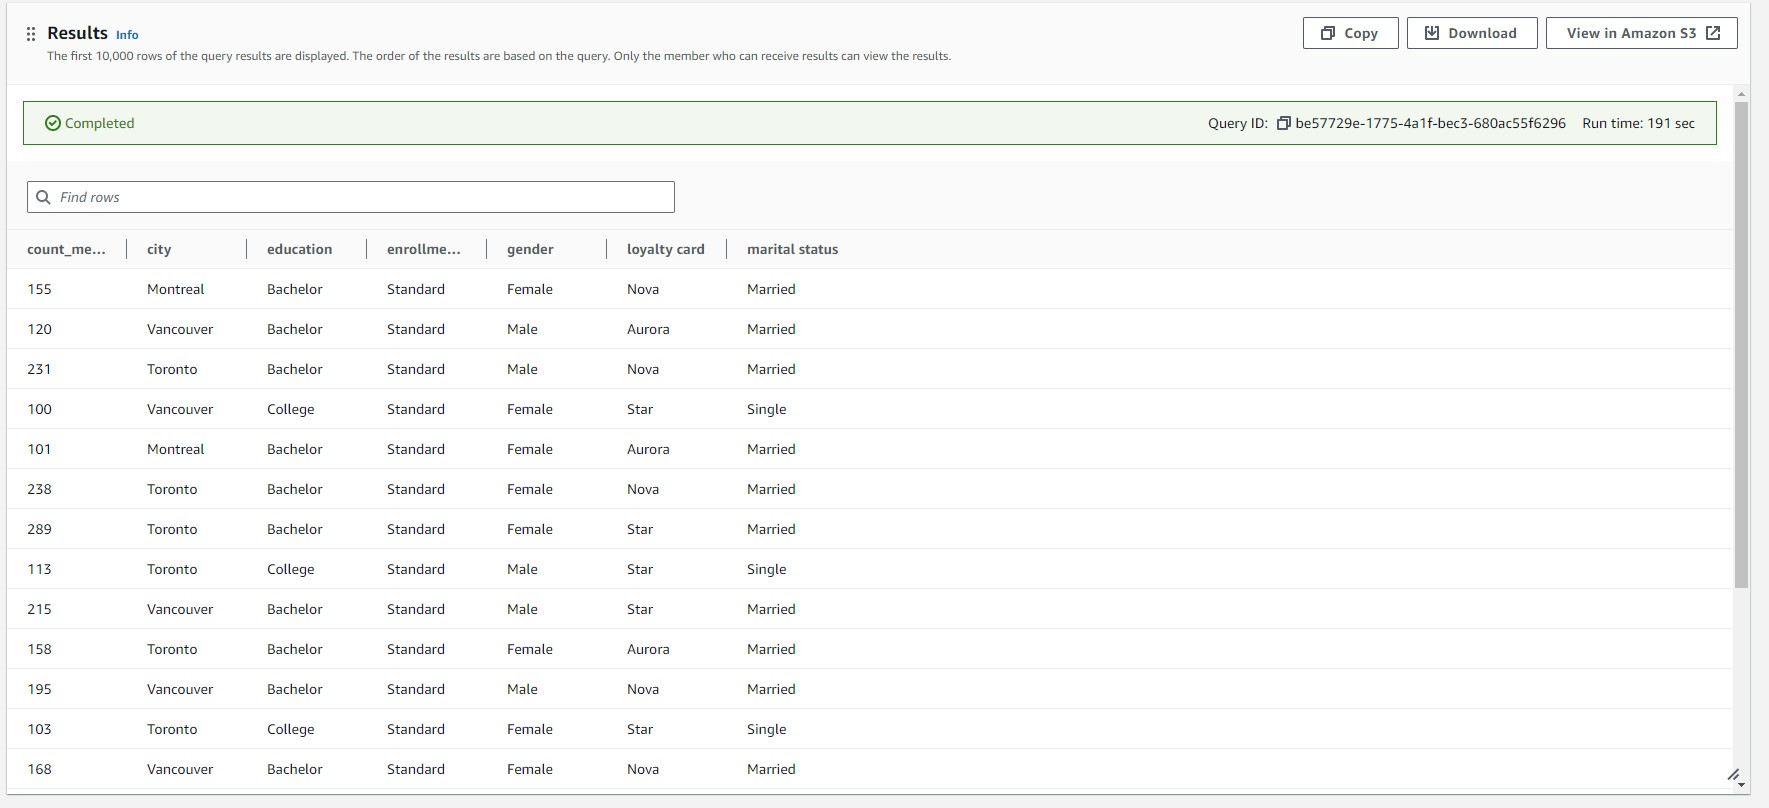 Results Info
The first 10,000 rows of the query results are displayed. The order of the results are based on the query. Only the member who can receive results can view the results.
Copy Download View in Amazon S3
Completed Query ID: be57729e-1775-4a1f-bec3-680ac55f6296 Run time: 191 sec
Find rows
count_me... city education enrollme... gender loyalty card marital status
155 Montreal Bachelor Standard Female Nova Married
120 Vancouver Bachelor Standard Male Aurora Married
231 Toronto Bachelor Standard Male Nova Married
100 Vancouver College Standard Female Star Single
101 Montreal Bachelor Standard Female Aurora Married
238 Toronto Bachelor Standard Female Nova Married
289 Toronto Bachelor Standard Female Star Married
113 Toronto College Standard Male Star Single
215 Vancouver Bachelor Standard Male Star Married
158 Toronto Bachelor Standard Female Aurora Married
195 Vancouver Bachelor Standard Male Nova Married
103 Toronto College Standard Female Star Single
168 Vancouver Bachelor Standard Female Nova Married